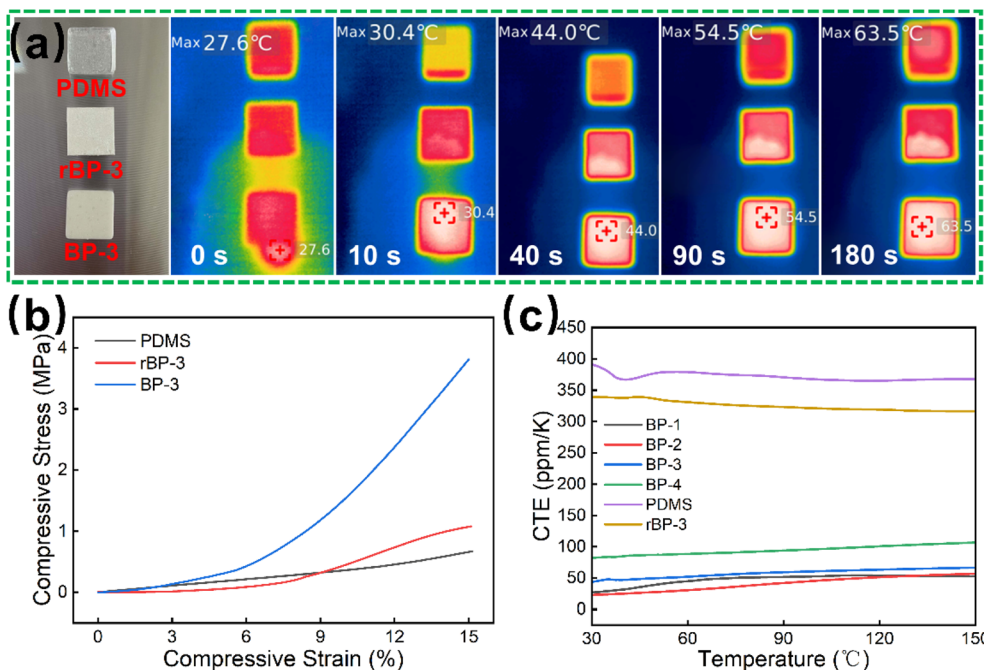 (a)
PDMS
rBP-3
BP-3
Max 27.6℃
27.6
0 s
Max 30.4℃
30.4
10 s
Max 44.0℃
44.0
40 s
Max 54.5℃
54.5
90 s
Max 63.5℃
63.5
180 s
(b)
Compressive Stress (MPa)
4
3
2
1
0
PDMS
rBP-3
BP-3
0 3 6 9 12 15
Compressive Strain (%)
(c)
CTE (ppm/K)
450
400
350
300
250
200
150
100
50
0
BP-1
BP-2
BP-3
BP-4
PDMS
rBP-3
30 60 90 120 150
Temperature (℃)